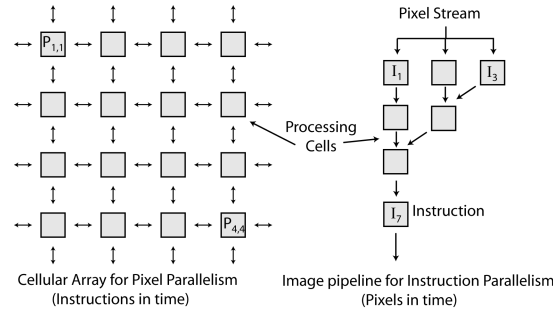 Pixel Stream
P1,1
I1
I3
Processing
Cells
P4,4
I7
Instruction
Cellular Array for Pixel Parallelism
(Instructions in time)
Image pipeline for Instruction Parallelism
(Pixels in time)